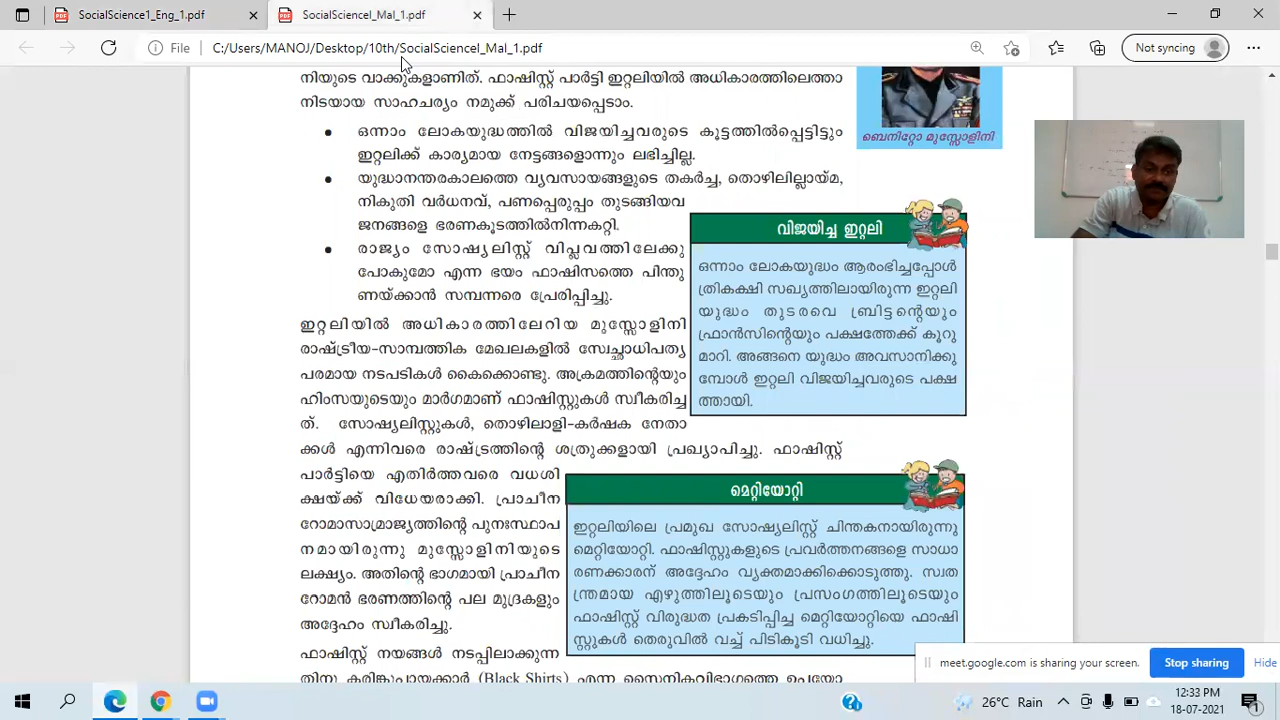 SocialScience1_Eng_1.pdf
SocialScienceI_Mal_1.pdf
File
C:/Users/MANOJ/Desktop/10th/SocialScienceI_Mal_1.pdf
Not syncing
നിയുടെ വാക്കുകളാണിത്. ഫാഷിസ്റ്റ് പാർട്ടി ഇറ്റലിയിൽ അധികാരത്തിലെത്താ
നിടയായ സാഹചര്യം നമുക്ക് പരിചയപ്പെടാം.
ബെനിറ്റോ മുസ്സോളിനി
• ഒന്നാം ലോകയുദ്ധത്തിൽ വിജയിച്ചവരുടെ കൂട്ടത്തിൽപ്പെട്ടിട്ടും
ഇറ്റലിക്ക് കാര്യമായ നേട്ടങ്ങളൊന്നും ലഭിച്ചില്ല.
• യുദ്ധാനന്തരകാലത്തെ വ്യവസായങ്ങളുടെ തകർച്ച, തൊഴിലില്ലായ്മ,
നികുതി വർധനവ്, പണപ്പെരുപ്പം തുടങ്ങിയവ
ജനങ്ങളെ ഭരണകൂടത്തിൽനിന്നകറ്റി.
• രാജ്യം സോഷ്യലിസ്റ്റ് വിപ്ലവത്തിലേക്കു
പോകുമോ എന്ന ഭയം ഫാഷിസത്തെ പിന്തു
ണയ്ക്കാൻ സമ്പന്നരെ പ്രേരിപ്പിച്ചു.
വിജയിച്ച ഇറ്റലി
ഒന്നാം ലോകയുദ്ധം ആരംഭിച്ചപ്പോൾ
ത്രികക്ഷി സഖ്യത്തിലായിരുന്ന ഇറ്റലി
യുദ്ധം തുടരവെ ബ്രിട്ടന്റെയും
ഫ്രാൻസിന്റെയും പക്ഷത്തേക്ക് കൂറു
മാറി. അങ്ങനെ യുദ്ധം അവസാനിക്കു
മ്പോൾ ഇറ്റലി വിജയിച്ചവരുടെ പക്ഷ
ത്തായി.
ഇറ്റലിയിൽ അധികാരത്തിലേറിയ മുസ്സോളിനി
രാഷ്ട്രീയ-സാമ്പത്തിക മേഖലകളിൽ സ്വേച്ഛാധിപത്യ
പരമായ നടപടികൾ കൈക്കൊണ്ടു. അക്രമത്തിന്റെയും
ഹിംസയുടെയും മാർഗമാണ് ഫാഷിസ്റ്റുകൾ സ്വീകരിച്ച
ത്. സോഷ്യലിസ്റ്റുകൾ, തൊഴിലാളി-കർഷക നേതാ
ക്കൾ എന്നിവരെ രാഷ്ട്രത്തിന്റെ ശത്രുക്കളായി പ്രഖ്യാപിച്ചു. ഫാഷിസ്റ്റ്
പാർട്ടിയെ എതിർത്തവരെ വധശി
ക്ഷയ്ക്ക് വിധേയരാക്കി. പ്രാചീന
റോമാസാമ്രാജ്യത്തിന്റെ പുനഃസ്ഥാപ
നമായിരുന്നു മുസ്സോളിനിയുടെ
ലക്ഷ്യം. അതിന്റെ ഭാഗമായി പ്രാചീന
റോമൻ ഭരണത്തിന്റെ പല മുദ്രകളും
അദ്ദേഹം സ്വീകരിച്ചു.
മെറ്റിയോറ്റി
ഇറ്റലിയിലെ പ്രമുഖ സോഷ്യലിസ്റ്റ് ചിന്തകനായിരുന്നു
മെറ്റിയോറ്റി. ഫാഷിസ്റ്റുകളുടെ പ്രവർത്തനങ്ങളെ സാധാ
രണക്കാരന് അദ്ദേഹം വ്യക്തമാക്കിക്കൊടുത്തു. സ്വത
ന്ത്രമായ എഴുത്തിലൂടെയും പ്രസംഗത്തിലൂടെയും
ഫാഷിസ്റ്റ് വിരുദ്ധത പ്രകടിപ്പിച്ച മെറ്റിയോറ്റിയെ ഫാഷി
സ്റ്റുകൾ തെരുവിൽ വച്ച് പിടികൂടി വധിച്ചു.
ഫാഷിസ്റ്റ് നയങ്ങൾ നടപ്പിലാക്കുന്ന
തിനു കരിങ്കുപ്പായക്കാർ (Black Shirts) എന്ന സൈനികവിഭാഗത്തെ ഉപയോ
meet.google.com is sharing your screen.
Stop sharing
Hide
26°C Rain
12:33 PM
18-07-2021